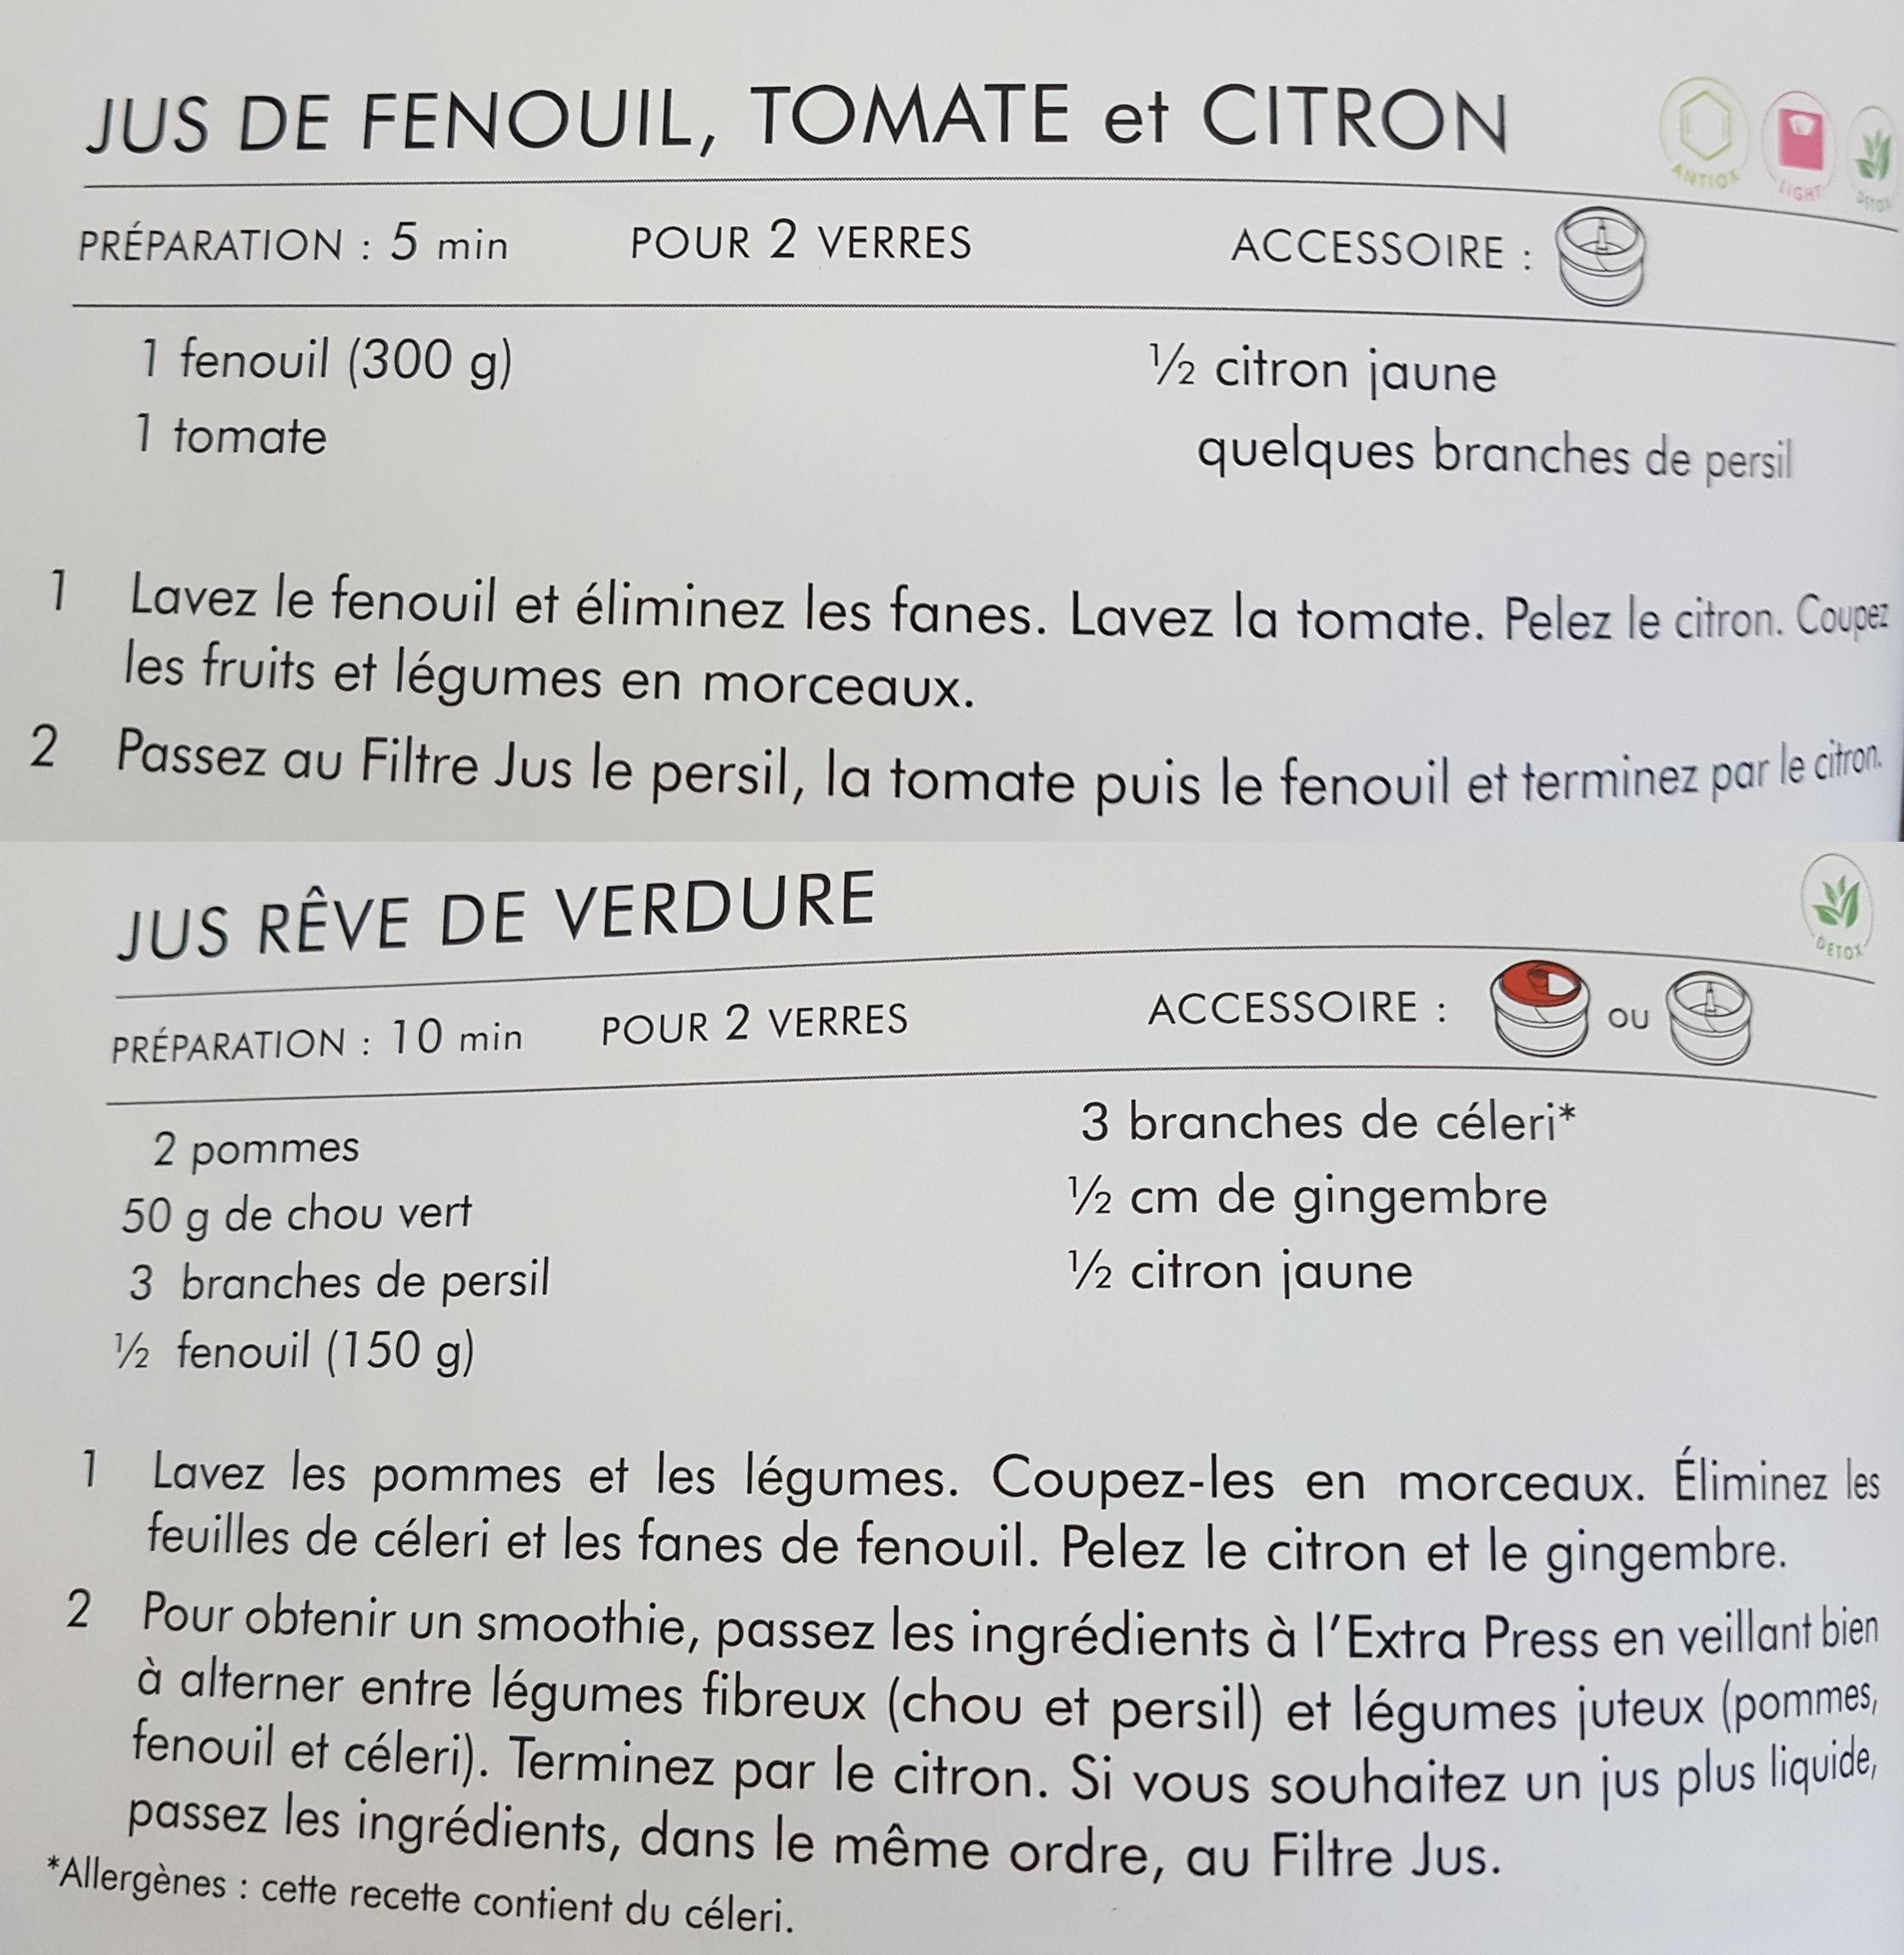 JUS DE FENOUIL, TOMATE et CITRON
ANTIOX
LIGHT
DETOX
PRÉPARATION : 5 min
POUR 2 VERRES
ACCESSOIRE :
1 fenouil (300 g)
1 tomate
½ citron jaune
quelques branches de persil
1 Lavez le fenouil et éliminez les fanes. Lavez la tomate. Pelez le citron. Coupez
les fruits et légumes en morceaux.
2 Passez au Filtre Jus le persil, la tomate puis le fenouil et terminez par le citron.
JUS RÊVE DE VERDURE
DETOX
PRÉPARATION : 10 min
POUR 2 VERRES
ACCESSOIRE :
OU
2 pommes
50 g de chou vert
3 branches de persil
½ fenouil (150 g)
3 branches de céleri*
½ cm de gingembre
½ citron jaune
1 Lavez les pommes et les légumes. Coupez-les en morceaux. Éliminez les
feuilles de céleri et les fanes de fenouil. Pelez le citron et le gingembre.
2 Pour obtenir un smoothie, passez les ingrédients à l'Extra Press en veillant bien
à alterner entre légumes fibreux (chou et persil) et légumes juteux (pommes,
fenouil et céleri). Terminez par le citron. Si vous souhaitez un jus plus liquide,
passez les ingrédients, dans le même ordre, au Filtre Jus.
*Allergènes : cette recette contient du céleri.